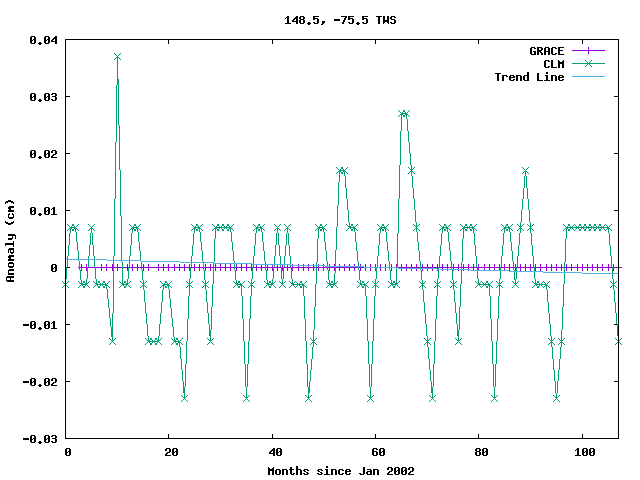 148.5, -75.5 TWS
GRACE
CLM
Trend Line
0.04
0.03
0.02
0.01
0
-0.01
-0.02
-0.03
Anomaly (cm)
0 20 40 60 80 100
Months since Jan 2002